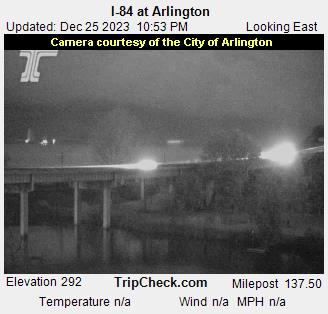 I-84 at Arlington
Updated: Dec 25 2023 10:53 PM Looking East
Camera courtesy of the City of Arlington
Elevation 292 TripCheck.com Milepost 137.50
Temperature n/a Wind n/a MPH n/a